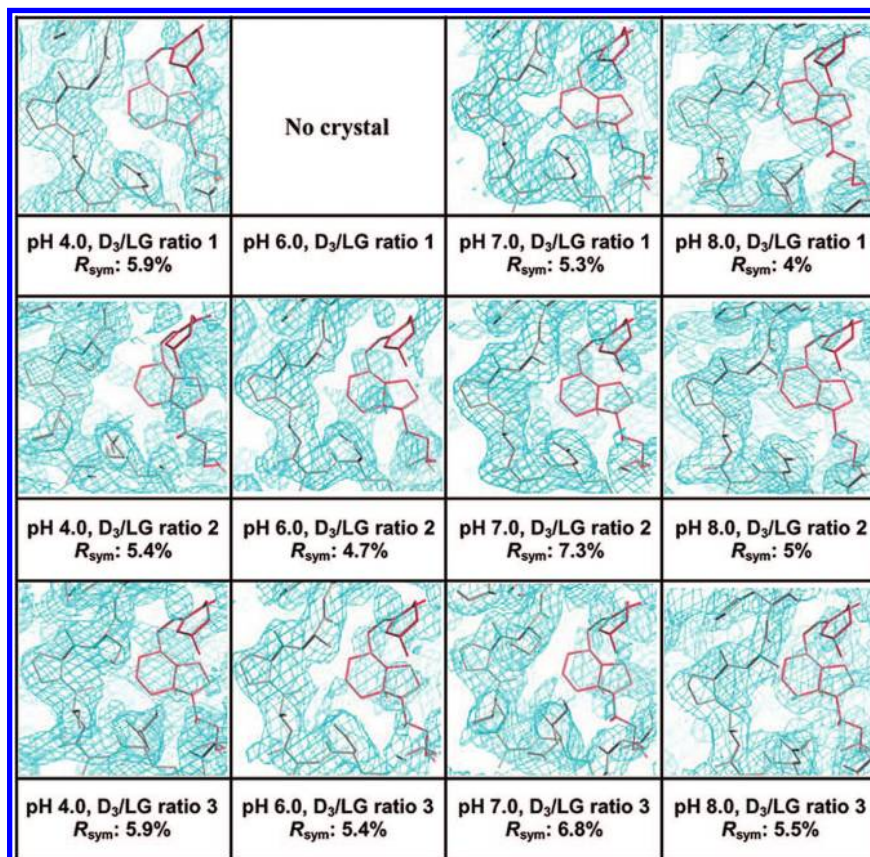 No crystal
pH 4.0, D₃/LG ratio 1
Rsym: 5.9%
pH 6.0, D₃/LG ratio 1
pH 7.0, D₃/LG ratio 1
Rsym: 5.3%
pH 8.0, D₃/LG ratio 1
Rsym: 4%
pH 4.0, D₃/LG ratio 2
Rsym: 5.4%
pH 6.0, D₃/LG ratio 2
Rsym: 4.7%
pH 7.0, D₃/LG ratio 2
Rsym: 7.3%
pH 8.0, D₃/LG ratio 2
Rsym: 5%
pH 4.0, D₃/LG ratio 3
Rsym: 5.9%
pH 6.0, D₃/LG ratio 3
Rsym: 5.4%
pH 7.0, D₃/LG ratio 3
Rsym: 6.8%
pH 8.0, D₃/LG ratio 3
Rsym: 5.5%